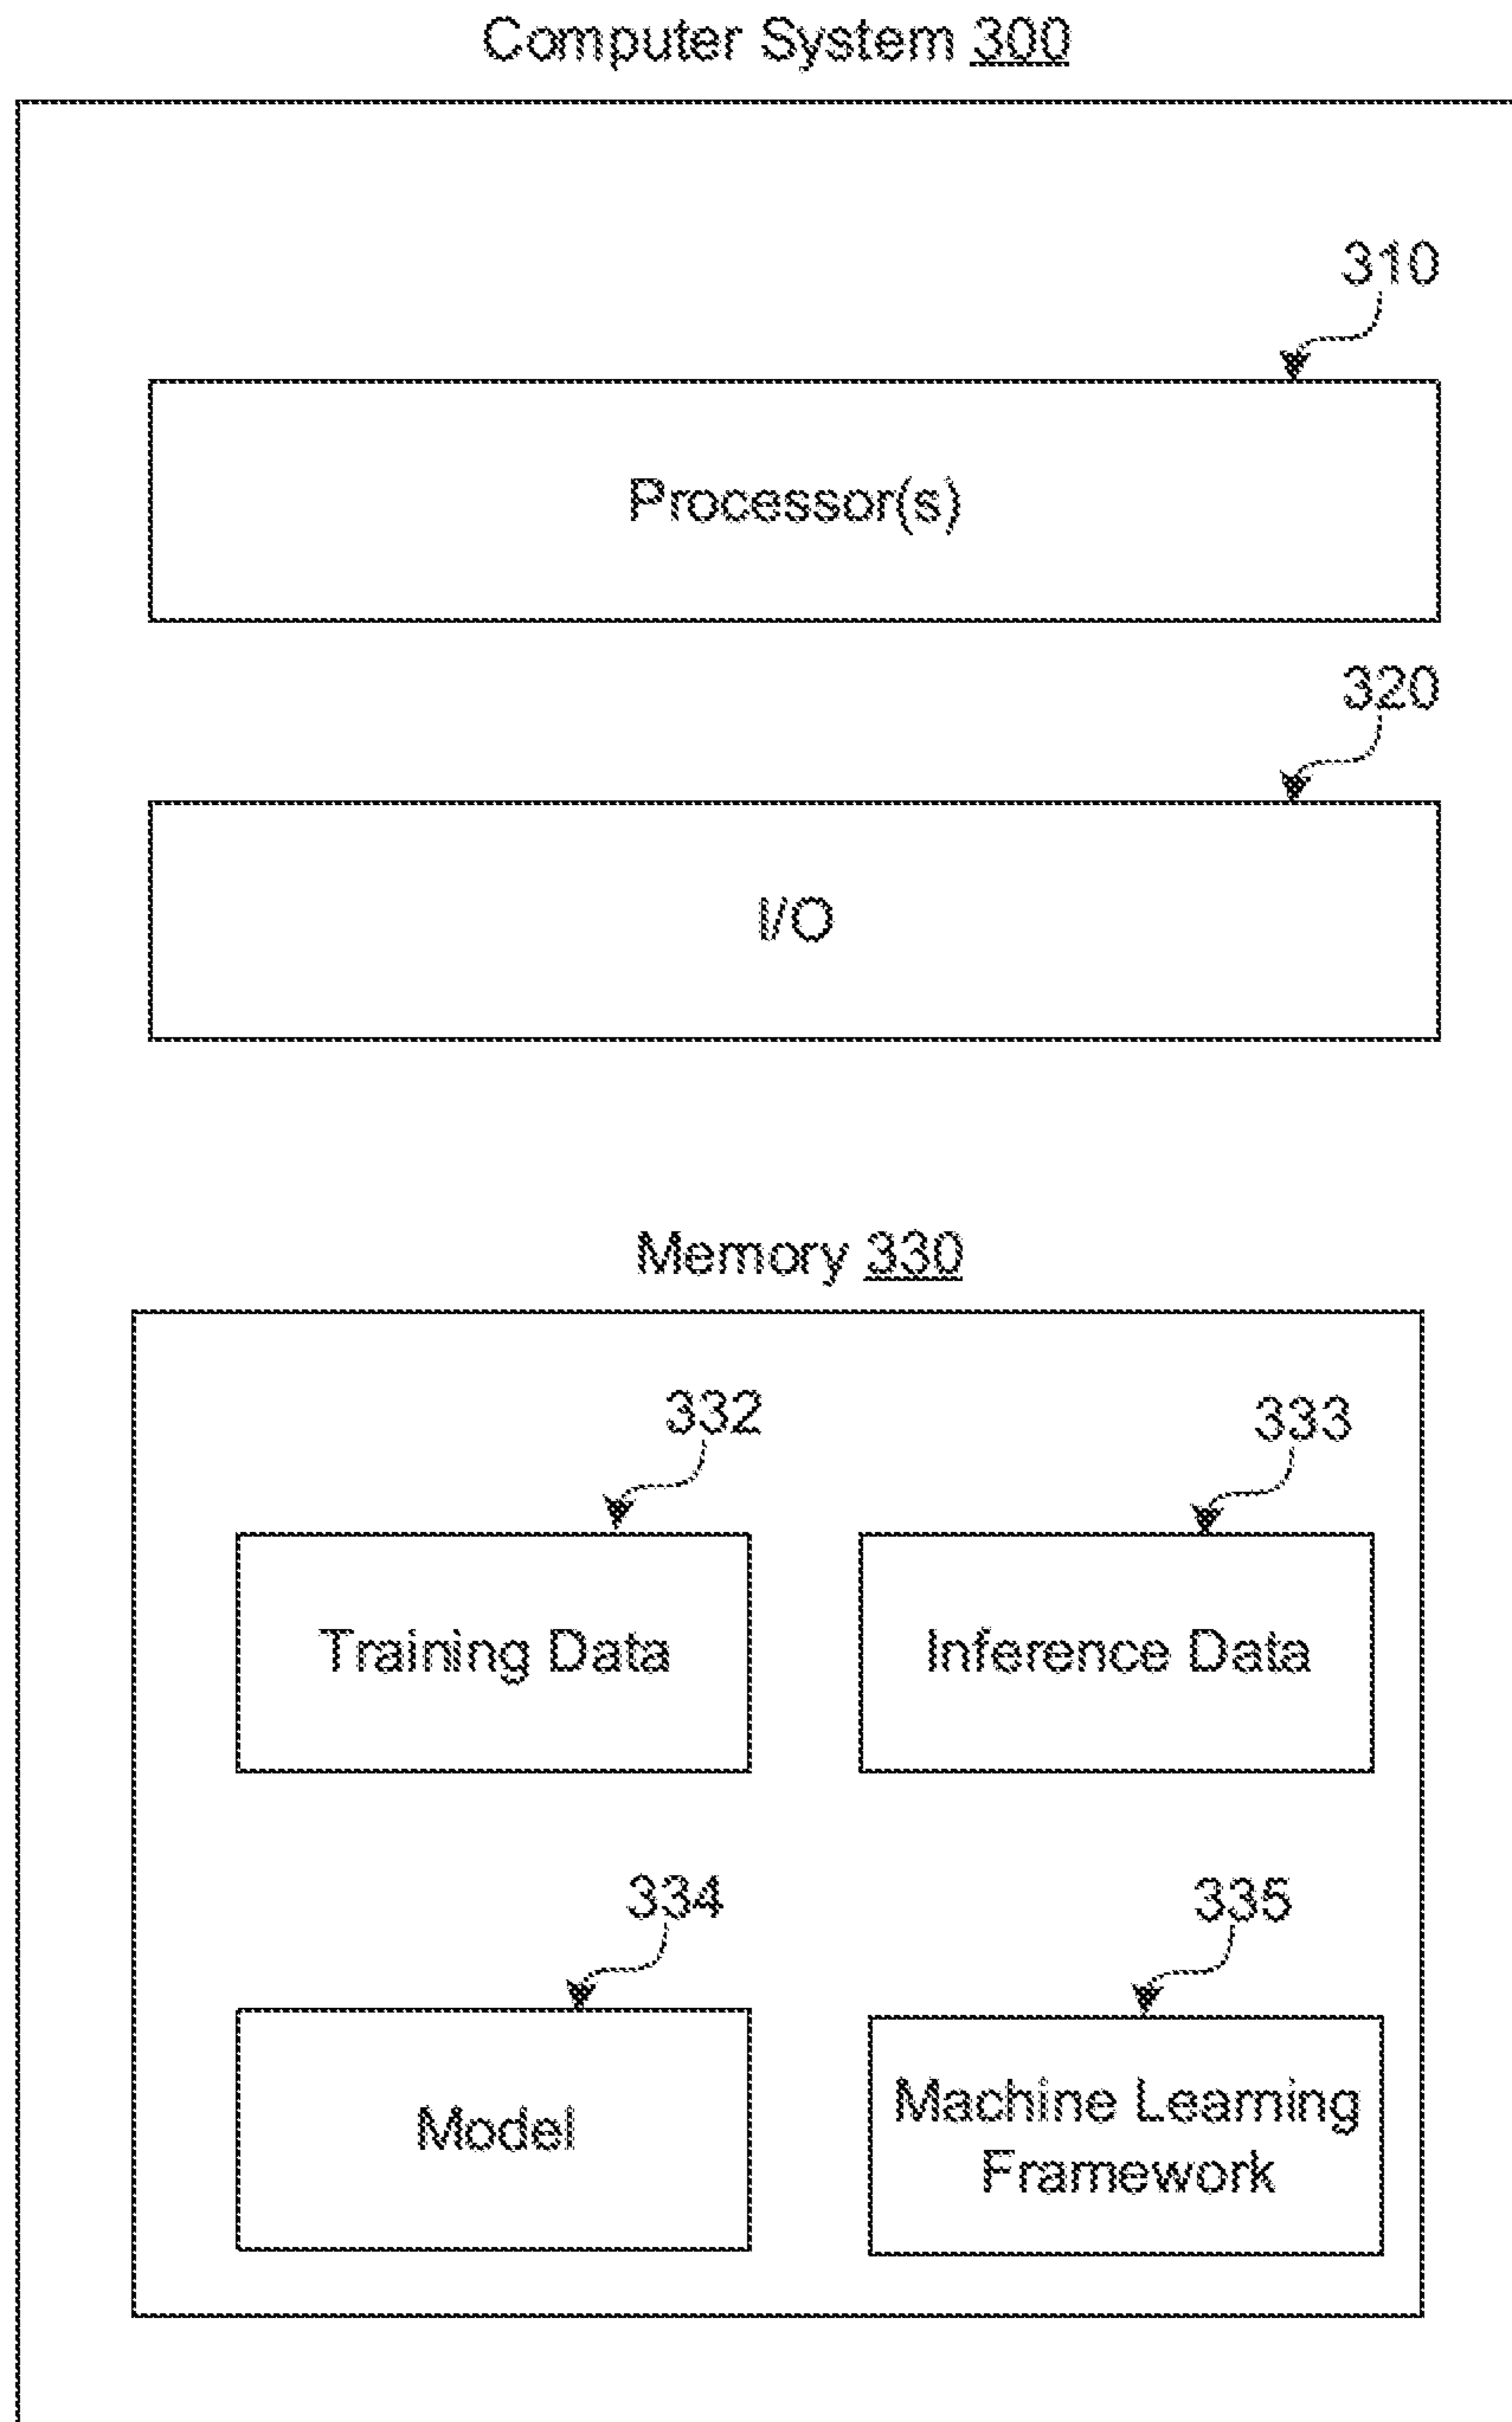 Computer System 300
310
Processor(s)
320
I/O
Memory 330
332
333
Training Data
Inference Data
334
335
Model
Machine Learning
Framework